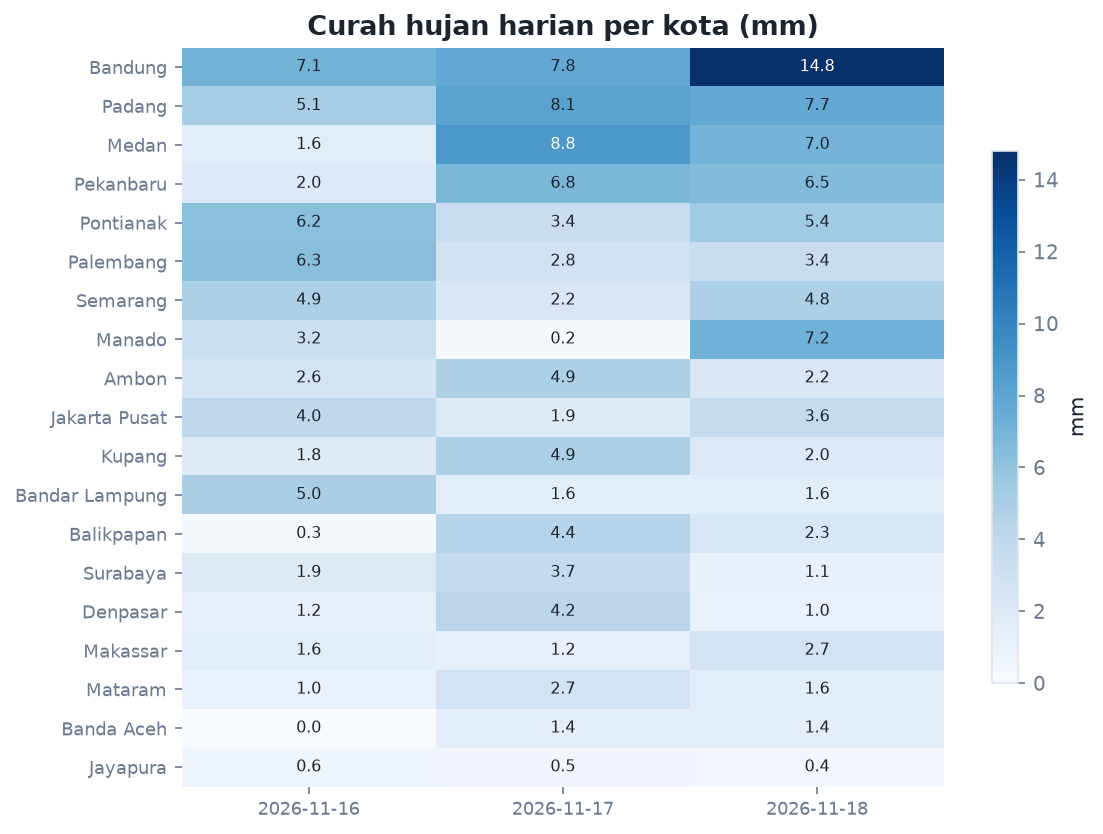 Curah hujan harian per kota (mm)
Bandung 7.1 7.8 14.8
Padang 5.1 8.1 7.7
Medan 1.6 8.8 7.0
Pekanbaru 2.0 6.8 6.5
Pontianak 6.2 3.4 5.4
Palembang 6.3 2.8 3.4
Semarang 4.9 2.2 4.8
Manado 3.2 0.2 7.2
Ambon 2.6 4.9 2.2
Jakarta Pusat 4.0 1.9 3.6
Kupang 1.8 4.9 2.0
Bandar Lampung 5.0 1.6 1.6
Balikpapan 0.3 4.4 2.3
Surabaya 1.9 3.7 1.1
Denpasar 1.2 4.2 1.0
Makassar 1.6 1.2 2.7
Mataram 1.0 2.7 1.6
Banda Aceh 0.0 1.4 1.4
Jayapura 0.6 0.5 0.4
2026-11-16 2026-11-17 2026-11-18
14
12
10
8
6
4
2
0
mm